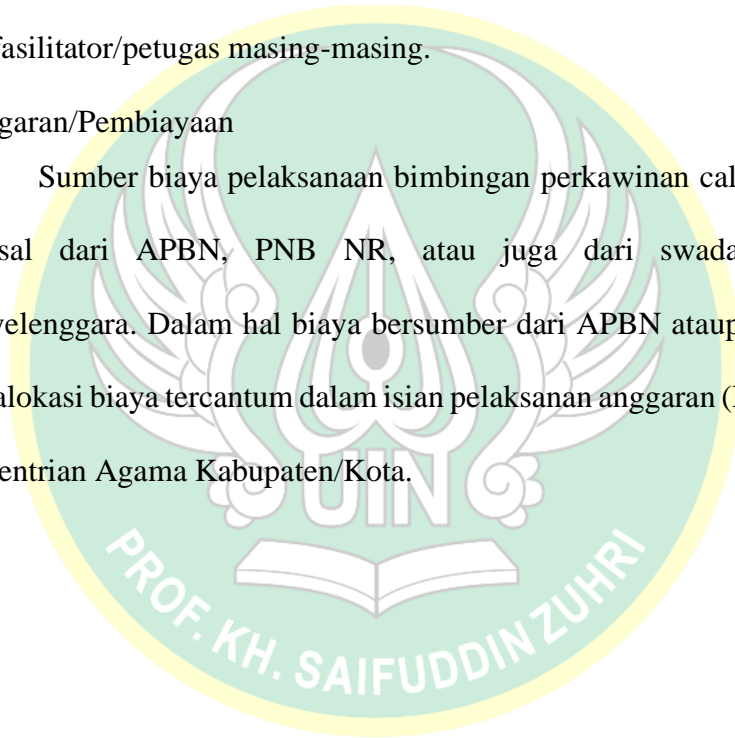 fasilitator/petugas masing-masing.
garan/Pembiayaan
Sumber biaya pelaksanaan bimbingan perkawinan cal
sal dari APBN, PNB NR, atau juga dari swada
yelenggara. Dalam hal biaya bersumber dari APBN ataup
alokasi biaya tercantum dalam isian pelaksanan anggaran (
entrian Agama Kabupaten/Kota.
UIN
PROF. KH. SAIFUDDIN ZUHRI